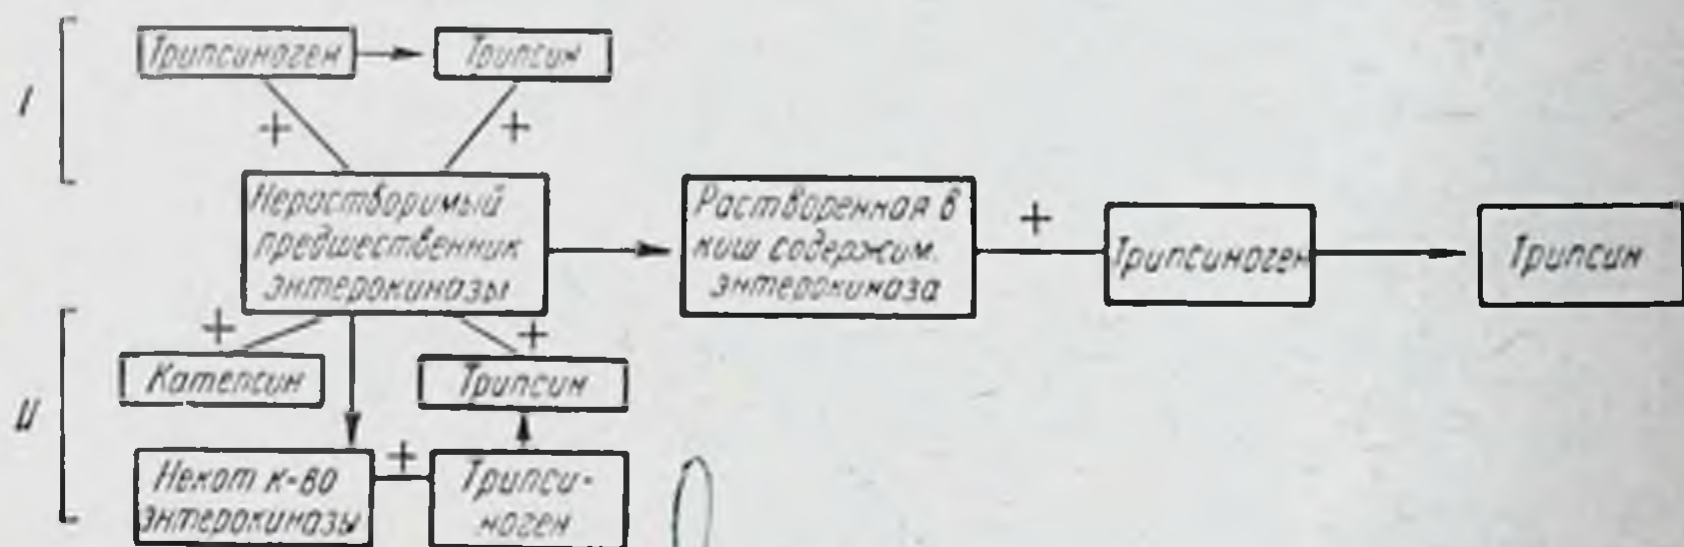 I
Трипсиноген
Трипсин
+
+
Нерастворимый
предшественник
энтерокиназы
Растворенная в
киш содержим.
энтерокиназа
+
Трипсиноген
Трипсин
II
+
+
Катепсин
Трипсин
Некот к-во
энтерокиназы
+
Трипси-
ноген